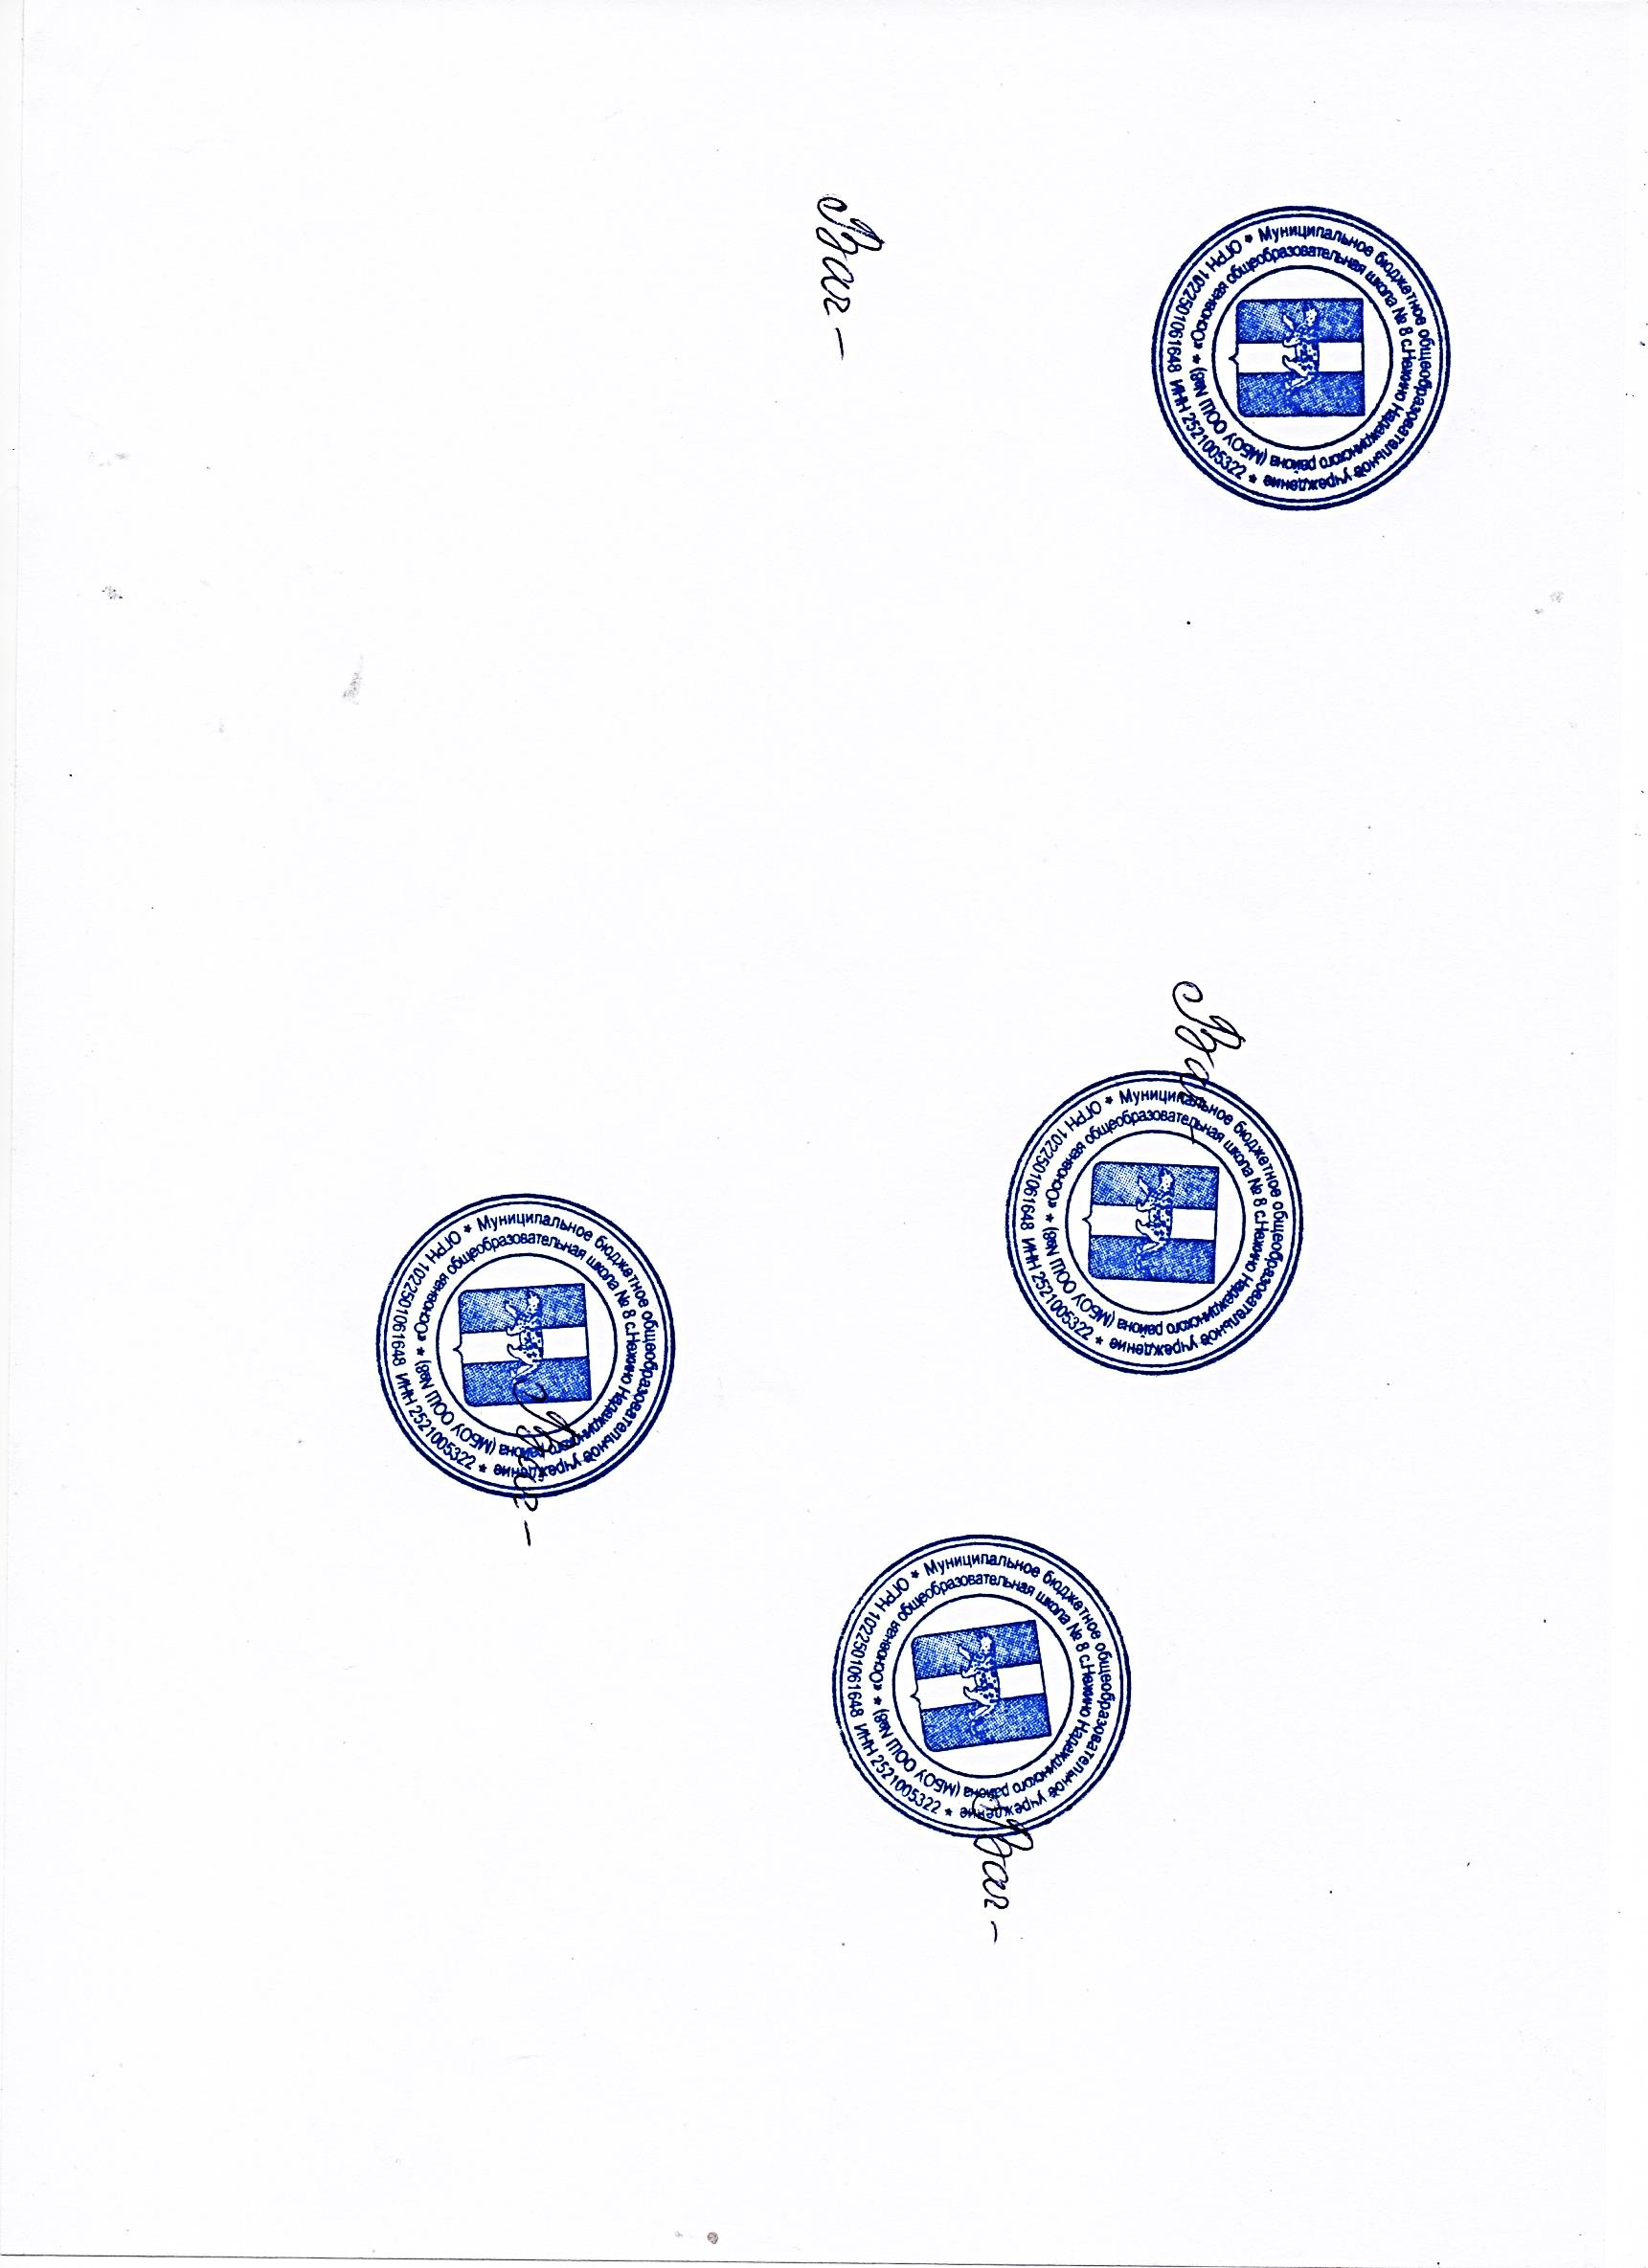 * Муниципальное бюджетное общеобразовательное учреждение * ОГРН 1022501061648 ИНН 2521005322
* «Основная общеобразовательная школа № 8 с.Нежино Надеждинского района (МБОУ ООШ №8)
* Муниципальное бюджетное общеобразовательное учреждение * ОГРН 1022501061648 ИНН 2521005322
* «Основная общеобразовательная школа № 8 с.Нежино Надеждинского района (МБОУ ООШ №8)
* Муниципальное бюджетное общеобразовательное учреждение * ОГРН 1022501061648 ИНН 2521005322
* «Основная общеобразовательная школа № 8 с.Нежино Надеждинского района (МБОУ ООШ №8)
* Муниципальное бюджетное общеобразовательное учреждение * ОГРН 1022501061648 ИНН 2521005322
* «Основная общеобразовательная школа № 8 с.Нежино Надеждинского района (МБОУ ООШ №8)